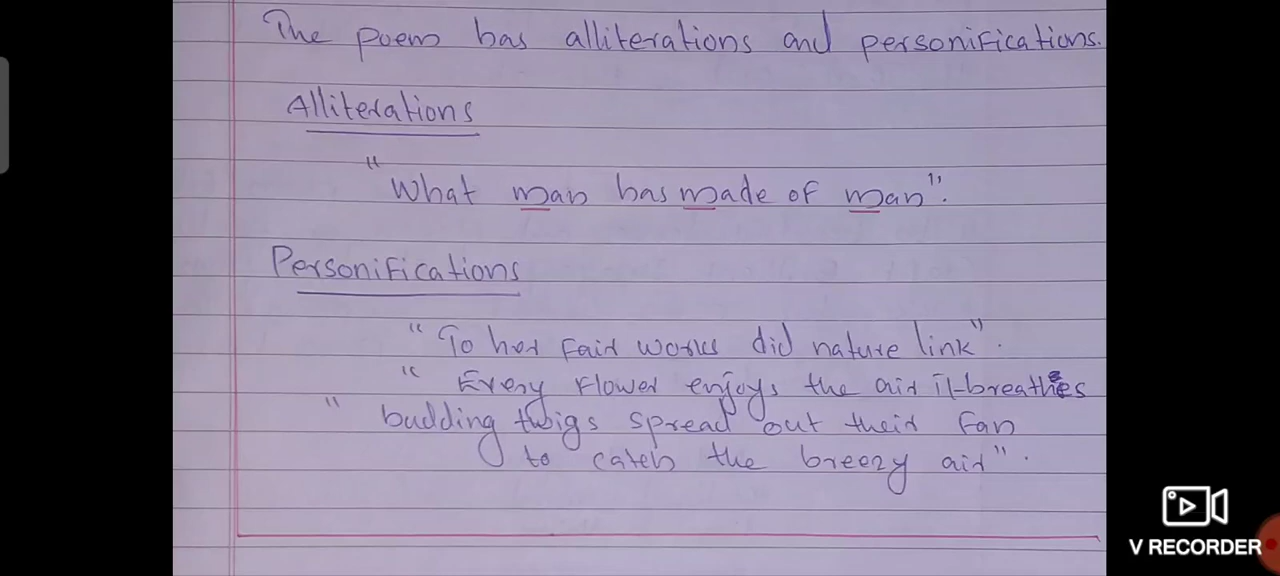 The poem has alliterations and personifications.
Alliterations
"What man has made of man".
Personifications
"To her fair works did nature link".
"Every flower enjoys the air it breathes
"budding twigs spread out their fan
to catch the breezy air".
V RECORDER